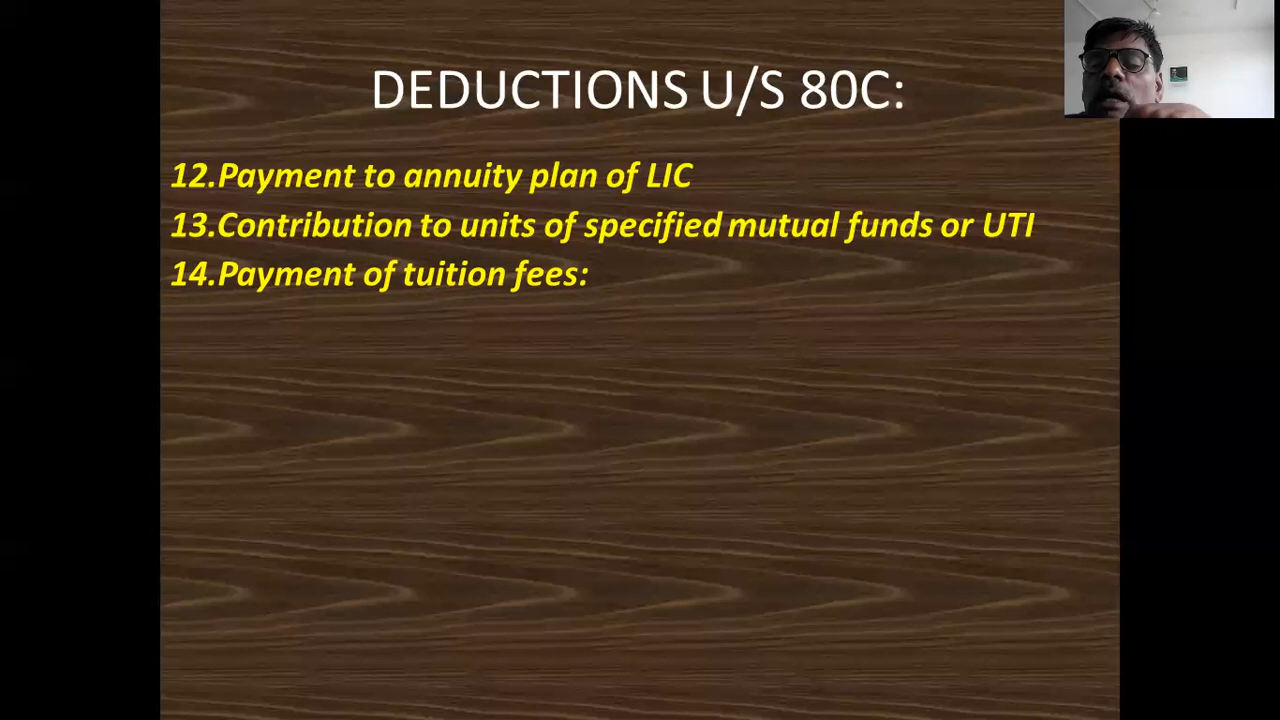 DEDUCTIONS U/S 80C:
12.Payment to annuity plan of LIC
13.Contribution to units of specified mutual funds or UTI
14.Payment of tuition fees: